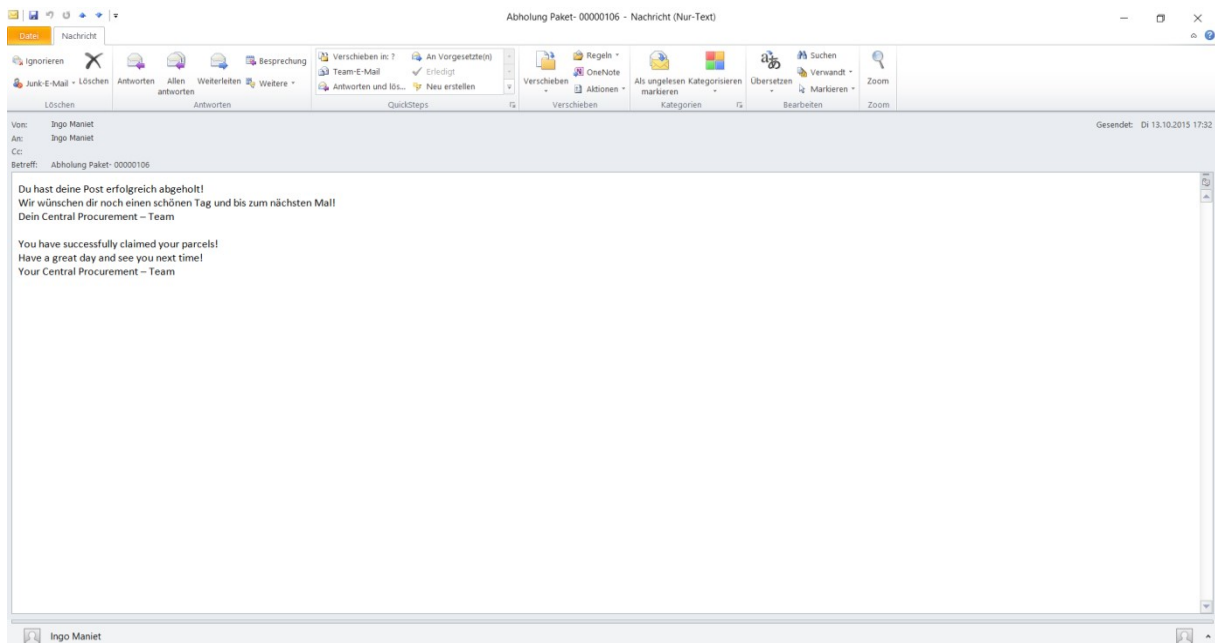 Abholung Paket- 00000106 - Nachricht (Nur-Text)
Datei Nachricht
Ignorieren
Junk-E-Mail
Löschen
Antworten
Allen antworten
Weiterleiten
Besprechung
Weitere
Verschieben in: ?
Team-E-Mail
Antworten und lös...
An Vorgesetzte(n)
Erledigt
Neu erstellen
Verschieben
Regeln
OneNote
Aktionen
Als ungelesen markieren
Kategorisieren
Übersetzen
Suchen
Verwandt
Markieren
Zoom
Löschen Antworten QuickSteps Verschieben Kategorien Bearbeiten Zoom
Von: Ingo Maniet Gesendet: Di 13.10.2015 17:32
An: Ingo Maniet
Cc:
Betreff: Abholung Paket- 00000106
Du hast deine Post erfolgreich abgeholt!
Wir wünschen dir noch einen schönen Tag und bis zum nächsten Mal!
Dein Central Procurement – Team
You have successfully claimed your parcels!
Have a great day and see you next time!
Your Central Procurement – Team
Ingo Maniet